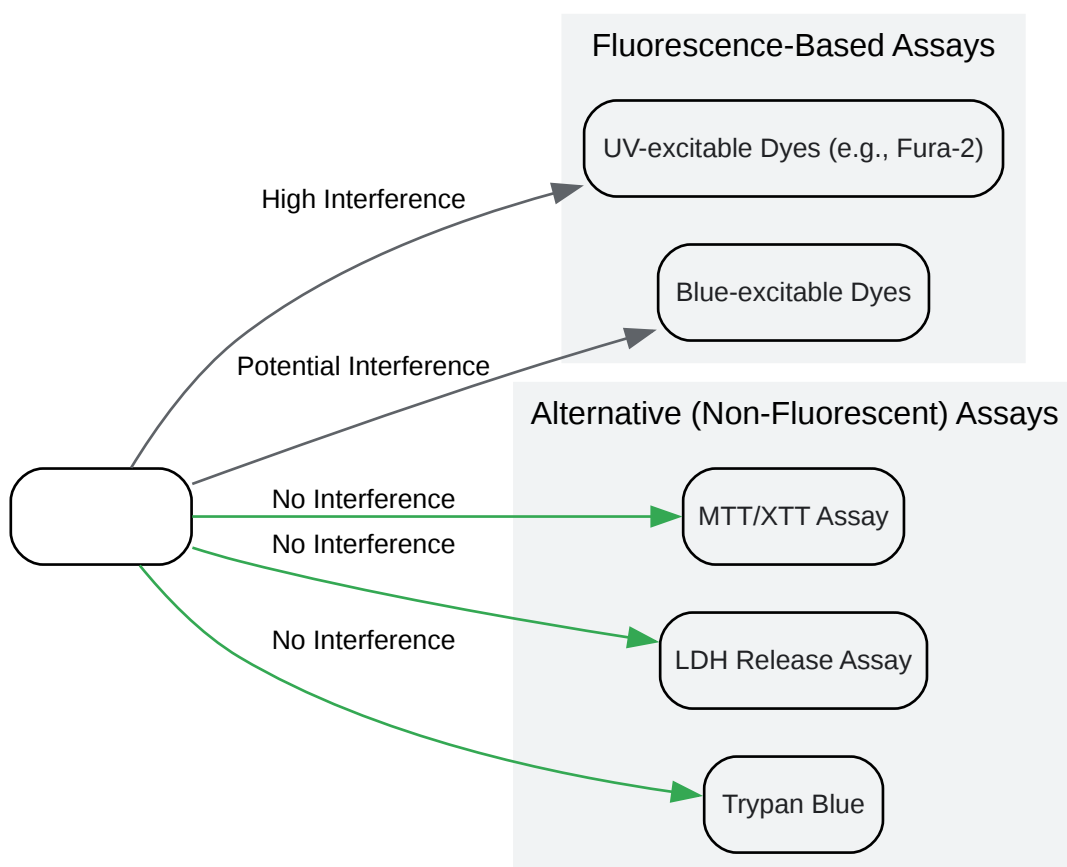 Fluorescence-Based Assays
UV-excitable Dyes (e.g., Fura-2)
High Interference
Blue-excitable Dyes
Potential Interference
Alternative (Non-Fluorescent) Assays
No Interference
MTT/XTT Assay
No Interference
No Interference
LDH Release Assay
Trypan Blue